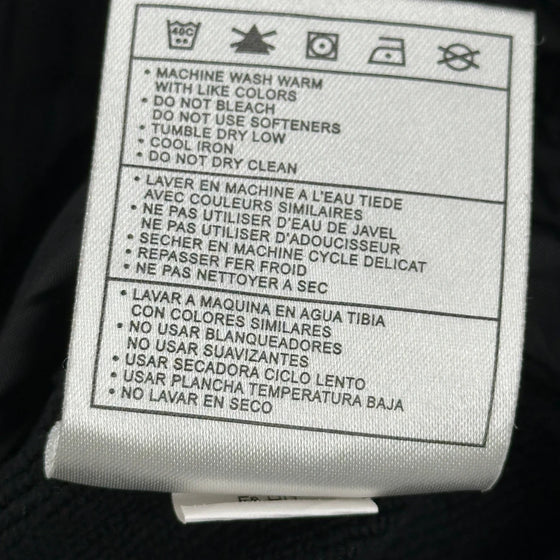 40C
• MACHINE WASH WARM
WITH LIKE COLORS
• DO NOT BLEACH
DO NOT USE SOFTENERS
• TUMBLE DRY LOW
• COOL IRON
• DO NOT DRY CLEAN
• LAVER EN MACHINE A L'EAU TIEDE
AVEC COULEURS SIMILAIRES
• NE PAS UTILISER D'EAU DE JAVEL
NE PAS UTILISER D'ADOUCISSEUR
• SECHER EN MACHINE CYCLE DELICAT
• REPASSER FER FROID
• NE PAS NETTOYER A SEC
• LAVAR A MAQUINA EN AGUA TIBIA
CON COLORES SIMILARES
• NO USAR BLANQUEADORES
NO USAR SUAVIZANTES
• USAR SECADORA CICLO LENTO
• USAR PLANCHA TEMPERATURA BAJA
• NO LAVAR EN SECO